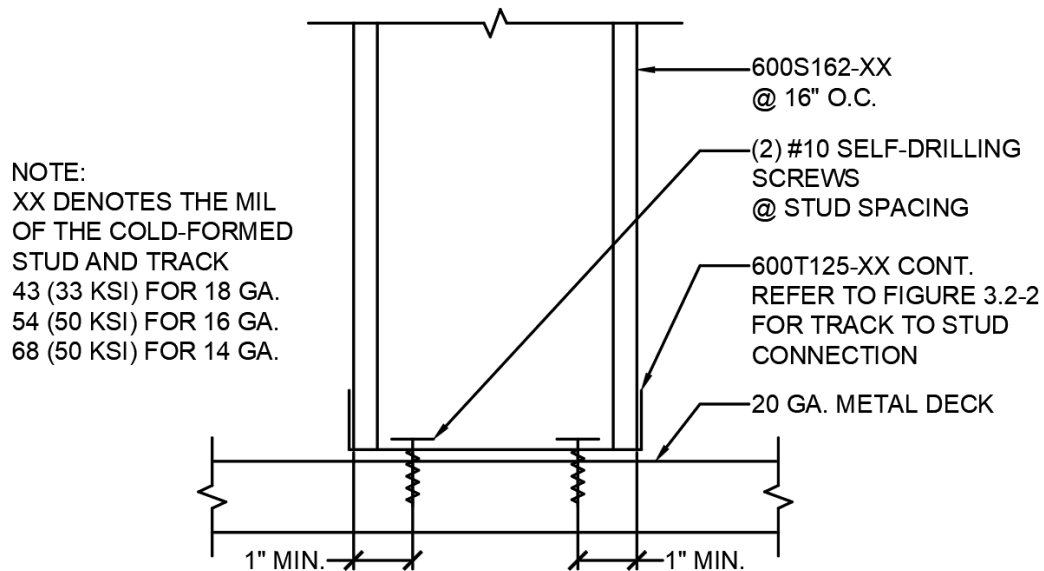 NOTE:
XX DENOTES THE MIL
OF THE COLD-FORMED
STUD AND TRACK
43 (33 KSI) FOR 18 GA.
54 (50 KSI) FOR 16 GA.
68 (50 KSI) FOR 14 GA.
600S162-XX
@ 16" O.C.
(2) #10 SELF-DRILLING
SCREWS
@ STUD SPACING
600T125-XX CONT.
REFER TO FIGURE 3.2-2
FOR TRACK TO STUD
CONNECTION
20 GA. METAL DECK
1" MIN.
1" MIN.